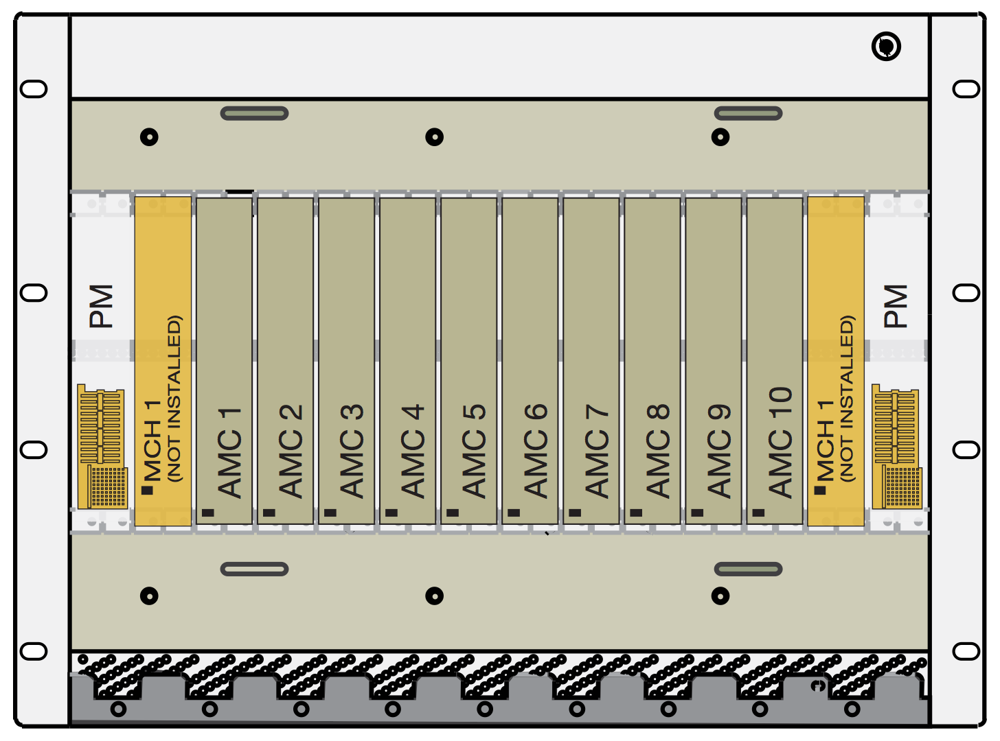 PM
MCH 1
(NOT INSTALLED)
AMC 1
AMC 2
AMC 3
AMC 4
AMC 5
AMC 6
AMC 7
AMC 8
AMC 9
AMC 10
MCH 1
(NOT INSTALLED)
PM